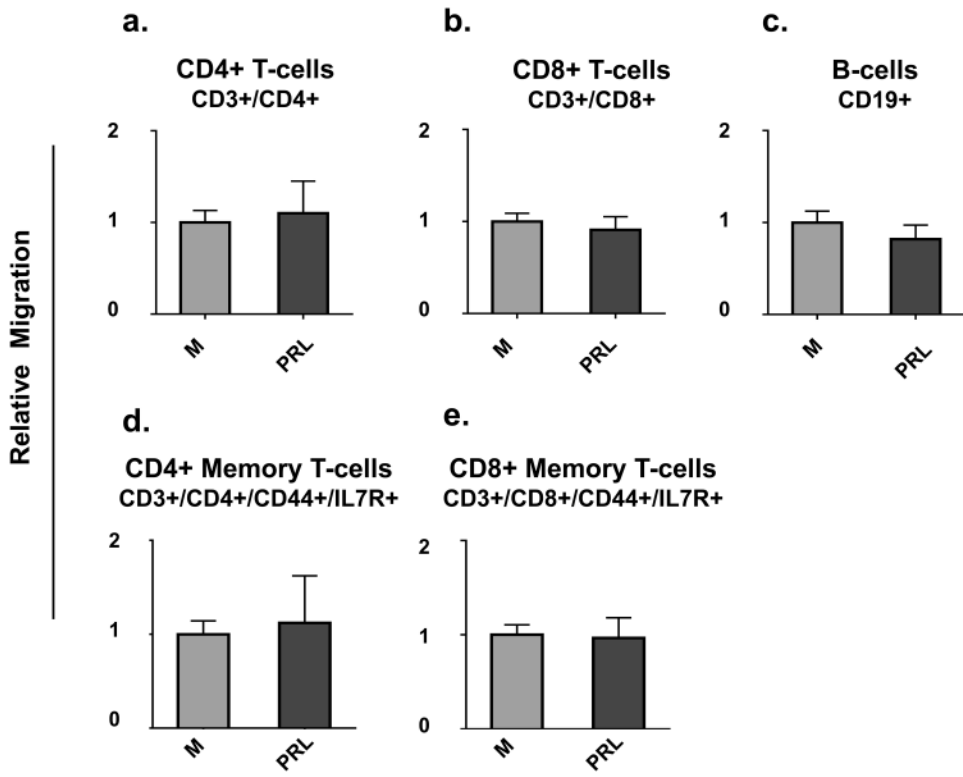 a.
CD4+ T-cells
CD3+/CD4+
2
1
0
M
PRL
b.
CD8+ T-cells
CD3+/CD8+
2
1
0
M
PRL
c.
B-cells
CD19+
2
1
0
M
PRL
Relative Migration
d.
CD4+ Memory T-cells
CD3+/CD4+/CD44+/IL7R+
2
1
0
M
PRL
e.
CD8+ Memory T-cells
CD3+/CD8+/CD44+/IL7R+
2
1
0
M
PRL